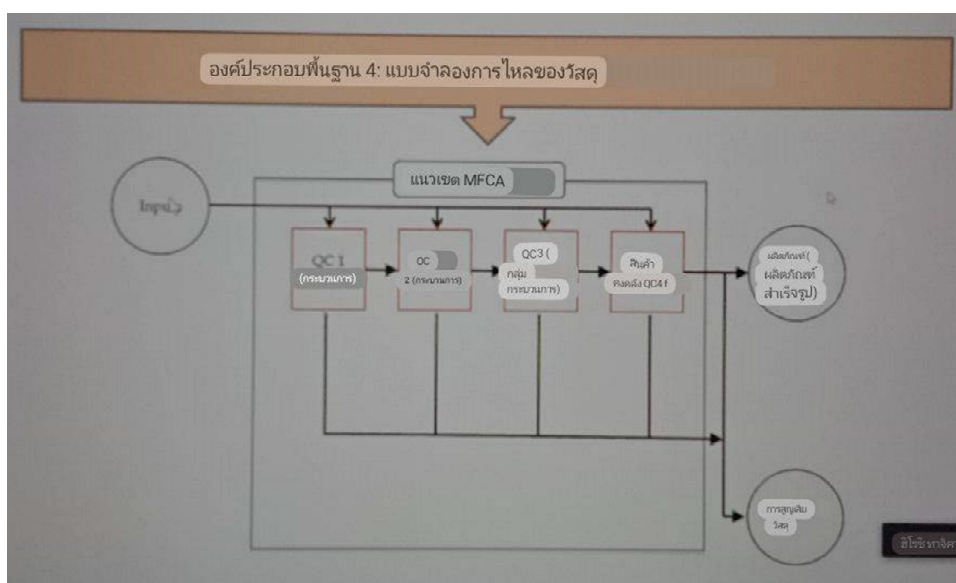 องค์ประกอบพื้นฐาน 4: แบบจำลองการไหลของวัสดุ
แนวเขต MFCA
Input
QC 1
(กระบวนการ)
QC
2 (กระบวนการ)
QC3 (
กลุ่ม
กระบวนการ)
สินค้า
คงคลัง QC4 f
ผลิตภัณฑ์ (
ผลิตภัณฑ์
สำเร็จรูป)
การสูญเสีย
วัสดุ
ฮิโรชิ